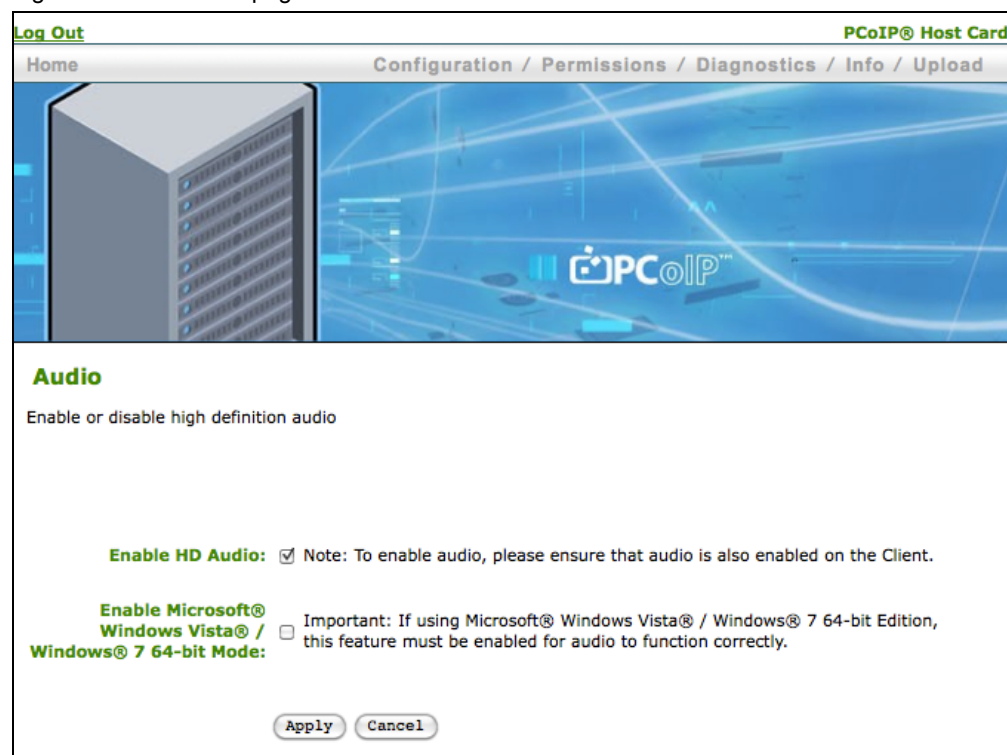 Log Out PCoIP® Host Card
Home Configuration / Permissions / Diagnostics / Info / Upload
PCoIP™
Audio
Enable or disable high definition audio
Enable HD Audio: Note: To enable audio, please ensure that audio is also enabled on the Client.
Enable Microsoft®
Windows Vista® /
Windows® 7 64-bit Mode:
Important: If using Microsoft® Windows Vista® / Windows® 7 64-bit Edition,
this feature must be enabled for audio to function correctly.
Apply Cancel